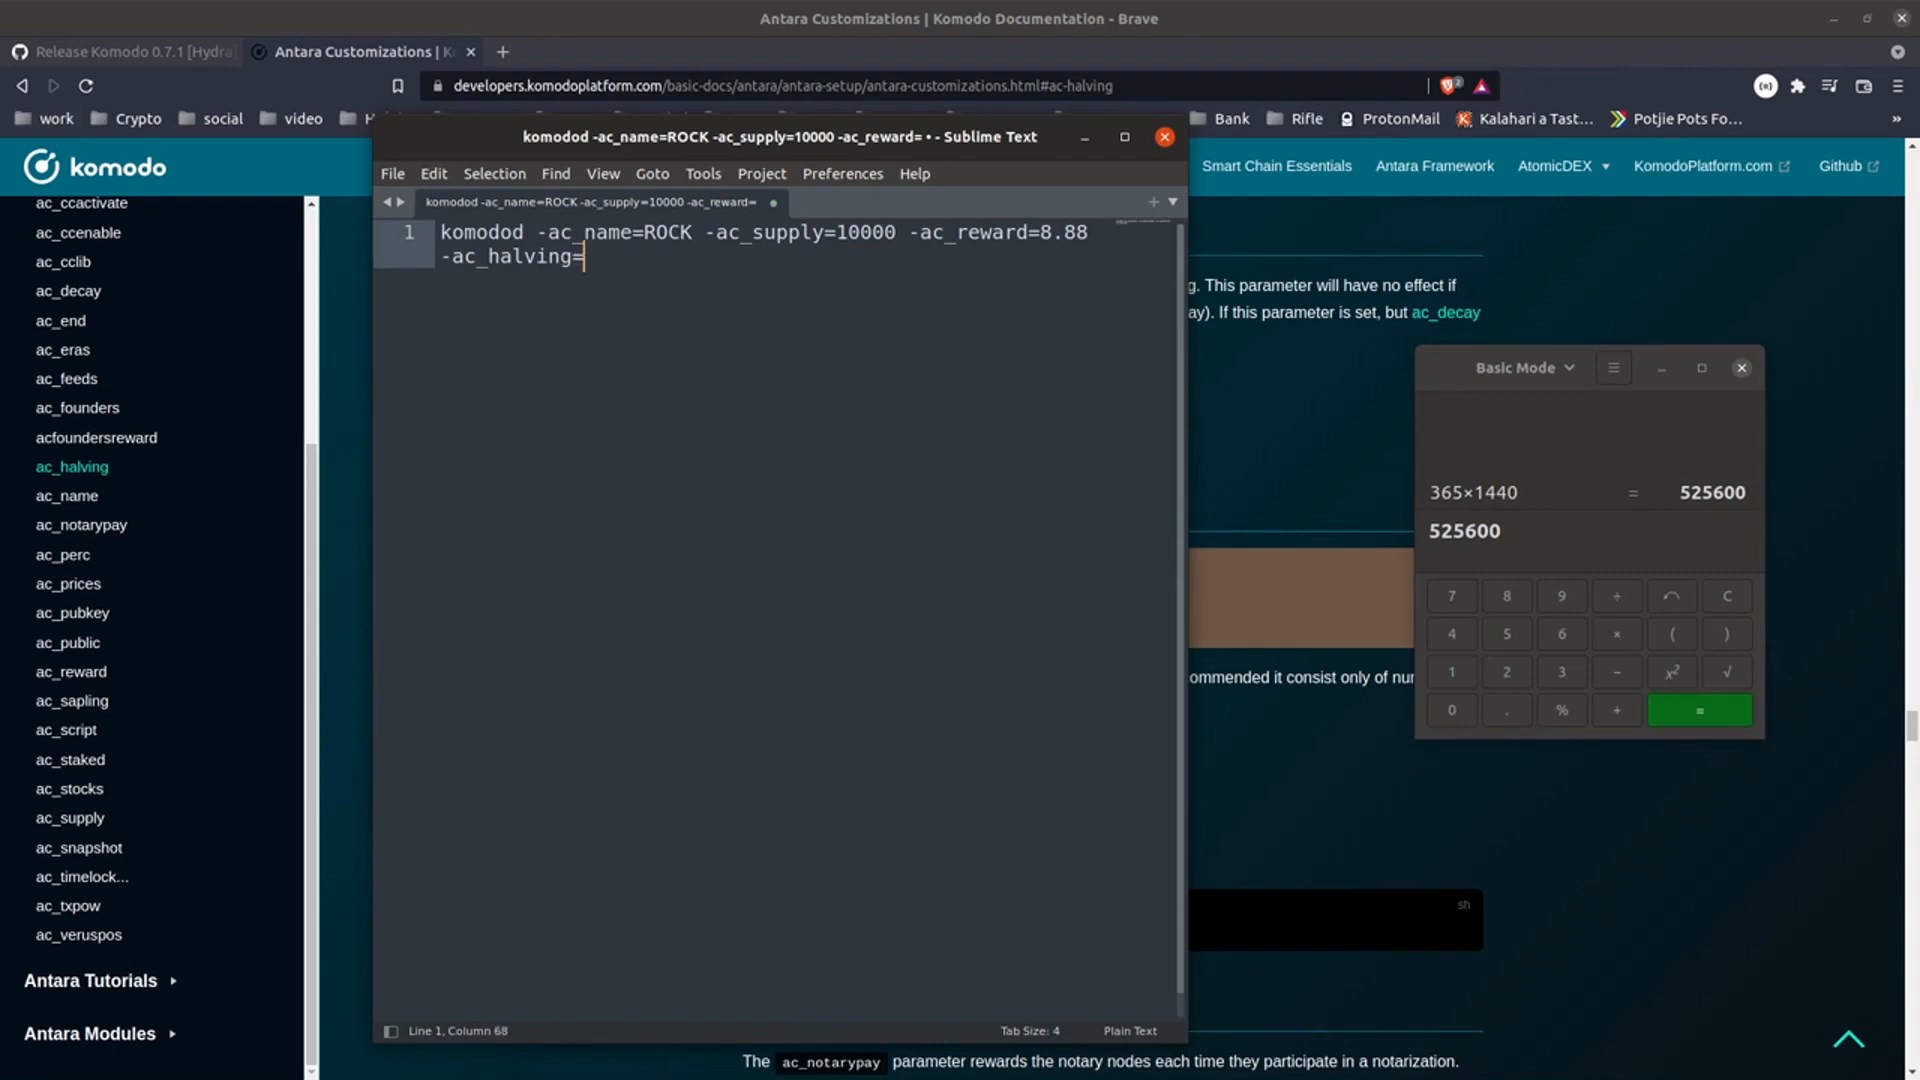 Antara Customizations | Komodo Documentation - Brave
Release Komodo 0.7.1 [Hydra
Antara Customizations | K
developers.komodoplatform.com/basic-docs/antara/antara-setup/antara-customizations.html#ac-halving
work
Crypto
social
video
H
Bank
Rifle
ProtonMail
Kalahari a Tast...
Potjie Pots Fo...
komodo
Smart Chain Essentials
Antara Framework
AtomicDEX
KomodoPlatform.com
Github
ac_ccactivate
ac_ccenable
ac_cclib
ac_decay
ac_end
ac_eras
ac_feeds
ac_founders
acfoundersreward
ac_halving
ac_name
ac_notarypay
ac_perc
ac_prices
ac_pubkey
ac_public
ac_reward
ac_sapling
ac_script
ac_staked
ac_stocks
ac_supply
ac_snapshot
ac_timelock...
ac_txpow
ac_veruspos
Antara Tutorials
Antara Modules
komodod -ac_name=ROCK -ac_supply=10000 -ac_reward= • - Sublime Text
File Edit Selection Find View Goto Tools Project Preferences Help
komodod -ac_name=ROCK -ac_supply=10000 -ac_reward=
1 komodod -ac_name=ROCK -ac_supply=10000 -ac_reward=8.88
-ac_halving=
Line 1, Column 68
Tab Size: 4
Plain Text
g. This parameter will have no effect if
ay). If this parameter is set, but ac_decay
ommended it consist only of nu
sh
The ac_notarypay parameter rewards the notary nodes each time they participate in a notarization.
Basic Mode
365×1440 = 525600
525600
7 8 9 ÷ C
4 5 6 × ( )
1 2 3 − x² √
0 . % + =